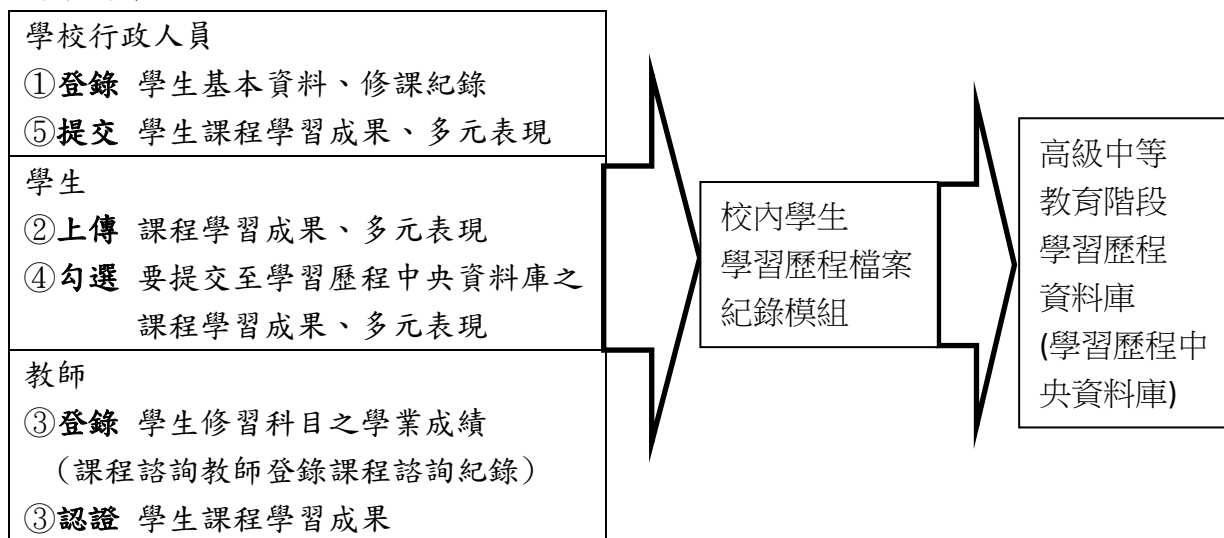 學校行政人員
①登錄 學生基本資料、修課紀錄
⑤提交 學生課程學習成果、多元表現
學生
②上傳 課程學習成果、多元表現
④勾選 要提交至學習歷程中央資料庫之
課程學習成果、多元表現
教師
③登錄 學生修習科目之學業成績
（課程諮詢教師登錄課程諮詢紀錄）
③認證 學生課程學習成果
校內學生
學習歷程檔案
紀錄模組
高級中等
教育階段
學習歷程
資料庫
(學習歷程中
央資料庫)